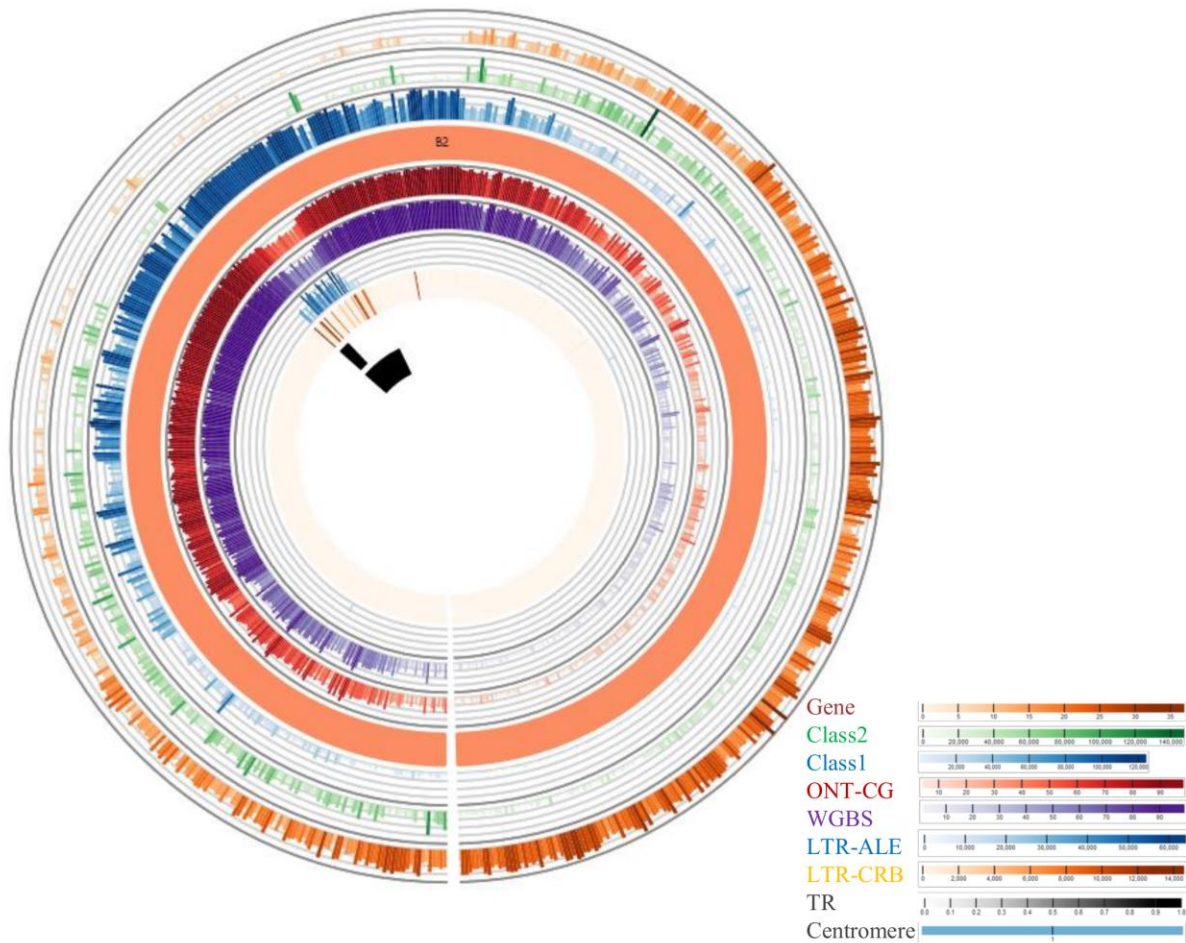 B2
Gene
0 5 10 15 20 25 30 35
Class2
0 20,000 40,000 60,000 80,000 100,000 120,000 140,000
Class1
20,000 40,000 60,000 80,000 100,000 120,000
ONT-CG
10 20 30 40 50 60 70 80 90
WGBS
10 20 30 40 50 60 70 80 90
LTR-ALE
0 10,000 20,000 30,000 40,000 50,000 60,000
LTR-CRB
0 2,000 4,000 6,000 8,000 10,000 12,000 14,000
TR
0.0 0.1 0.2 0.3 0.4 0.5 0.6 0.7 0.8 0.9 1.0
Centromere
1